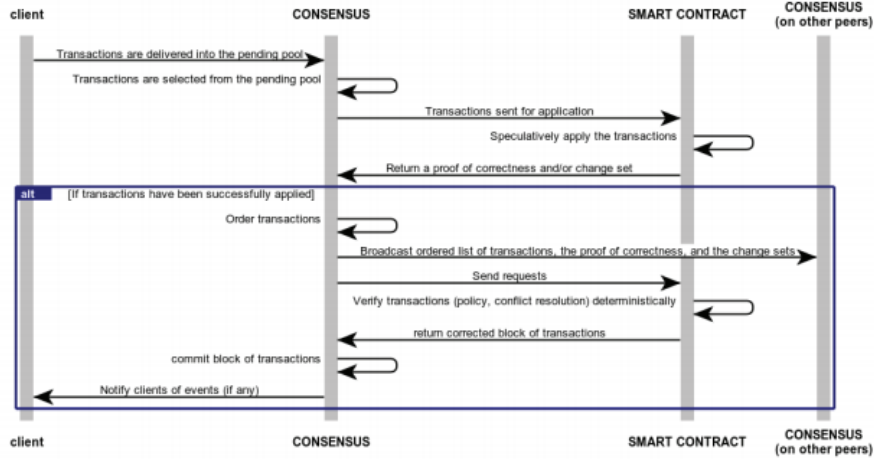 client
CONSENSUS
SMART CONTRACT
CONSENSUS
(on other peers)
Transactions are delivered into the pending pool
Transactions are selected from the pending pool
Transactions sent for application
Speculatively apply the transactions
Return a proof of correctness and/or change set
alt
[If transactions have been successfully applied]
Order transactions
Broadcast ordered list of transactions, the proof of correctness, and the change sets
Send requests
Verify transactions (policy, conflict resolution) deterministically
return corrected block of transactions
commit block of transactions
Notify clients of events (if any)
client
CONSENSUS
SMART CONTRACT
CONSENSUS
(on other peers)